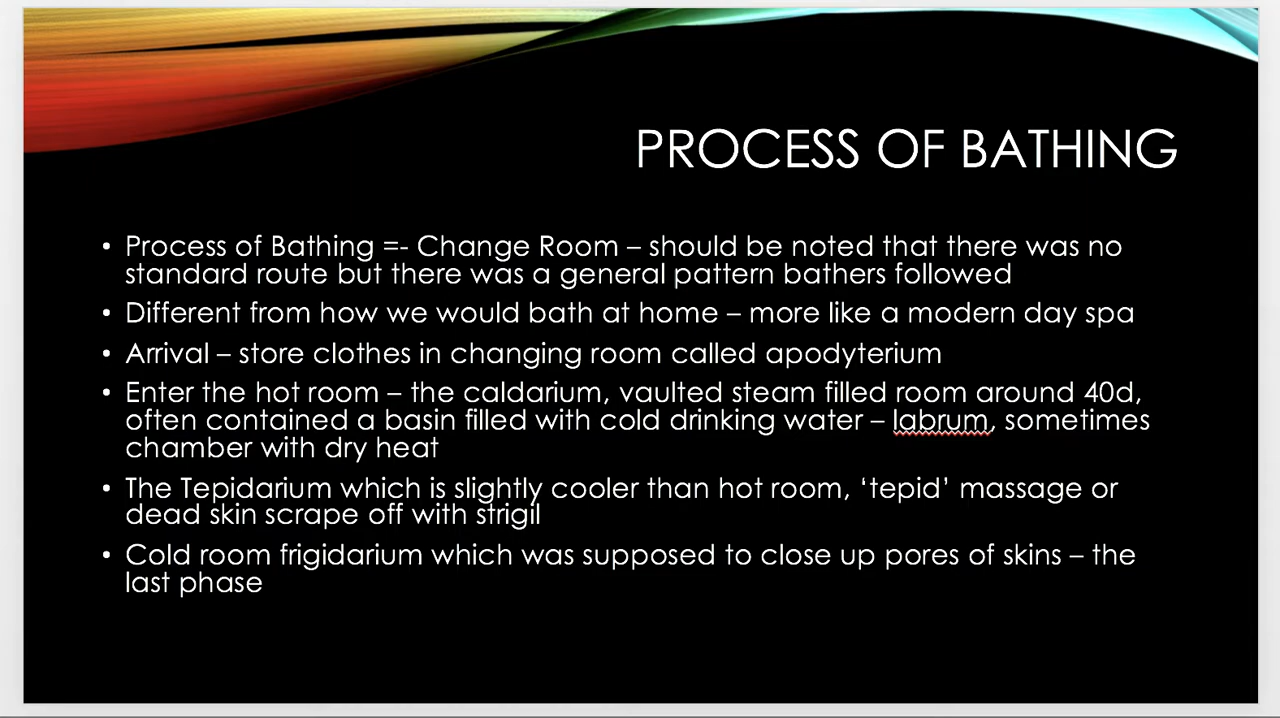 PROCESS OF BATHING
• Process of Bathing =- Change Room – should be noted that there was no
standard route but there was a general pattern bathers followed
• Different from how we would bath at home – more like a modern day spa
• Arrival – store clothes in changing room called apodyterium
• Enter the hot room – the caldarium, vaulted steam filled room around 40d,
often contained a basin filled with cold drinking water – labrum, sometimes
chamber with dry heat
• The Tepidarium which is slightly cooler than hot room, ‘tepid’ massage or
dead skin scrape off with strigil
• Cold room frigidarium which was supposed to close up pores of skins – the
last phase